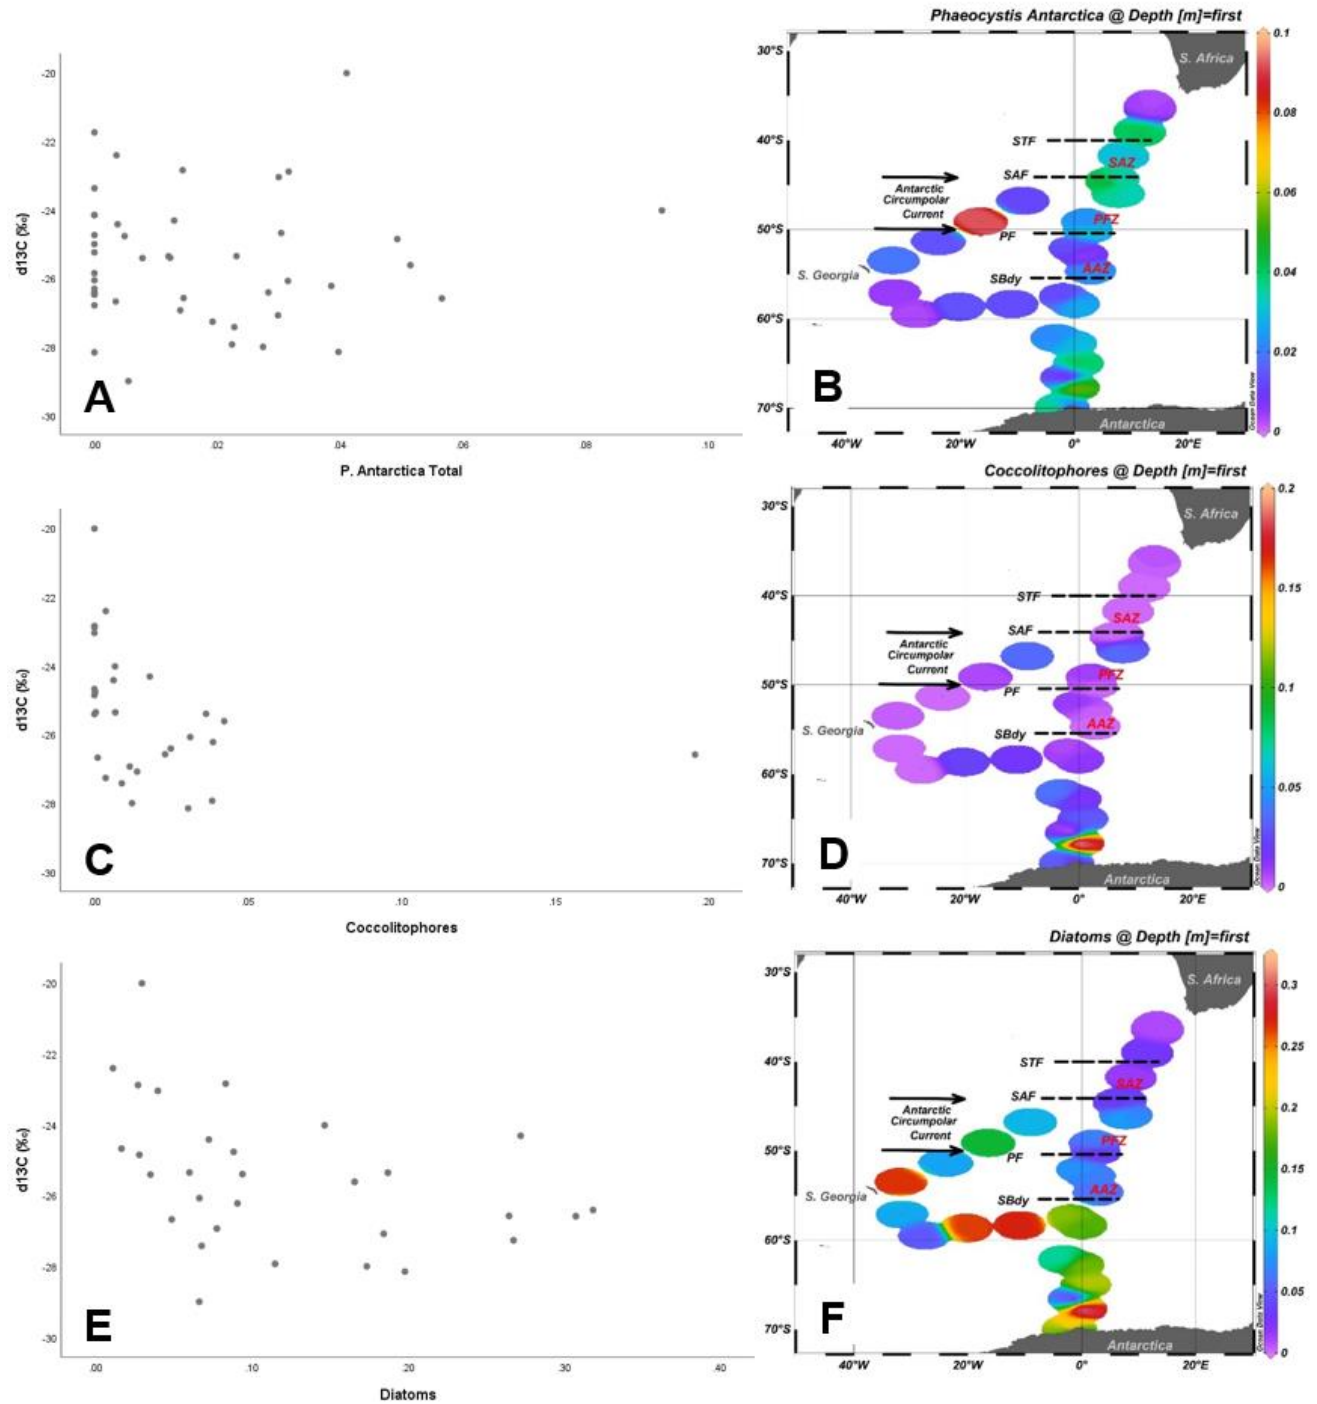 -20
-22
-24
-26
-28
-30
d13C (‰)
A
.00
.02
.04
.06
.08
.10
P. Antarctica Total
Phaeocystis Antarctica @ Depth [m]=first
30°S
40°S
50°S
60°S
70°S
S. Africa
STF
SAZ
SAF
Antarctic
Circumpolar
Current
PFZ
PF
AAZ
S. Georgia
SBdy
B
Antarctica
40°W
20°W
0°
20°E
0.1
0.08
0.06
0.04
0.02
0
Ocean Data View
-20
-22
-24
-26
-28
-30
d13C (‰)
C
.00
.05
.10
.15
.20
Coccolitophores
Coccolitophores @ Depth [m]=first
30°S
40°S
50°S
60°S
70°S
S. Africa
STF
SAZ
SAF
Antarctic
Circumpolar
Current
PFZ
PF
AAZ
S. Georgia
SBdy
D
Antarctica
40°W
20°W
0°
20°E
0.2
0.15
0.1
0.05
0
Ocean Data View
-20
-22
-24
-26
-28
-30
d13C (‰)
E
.00
.10
.20
.30
.40
Diatoms
Diatoms @ Depth [m]=first
30°S
40°S
50°S
60°S
70°S
S. Africa
STF
SAZ
SAF
Antarctic
Circumpolar
Current
PFZ
PF
AAZ
S. Georgia
SBdy
F
Antarctica
40°W
20°W
0°
20°E
0.3
0.25
0.2
0.15
0.1
0.05
0
Ocean Data View